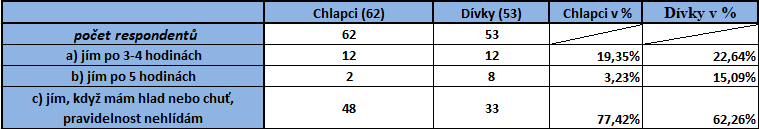 Chlapci (62) Dívky (53) Chlapci v % Dívky v %
počet respondentů 62 53
a) jím po 3-4 hodinách 12 12 19,35% 22,64%
b) jím po 5 hodinách 2 8 3,23% 15,09%
c) jím, když mám hlad nebo chuť,
pravidelnost nehlídám 48 33 77,42% 62,26%